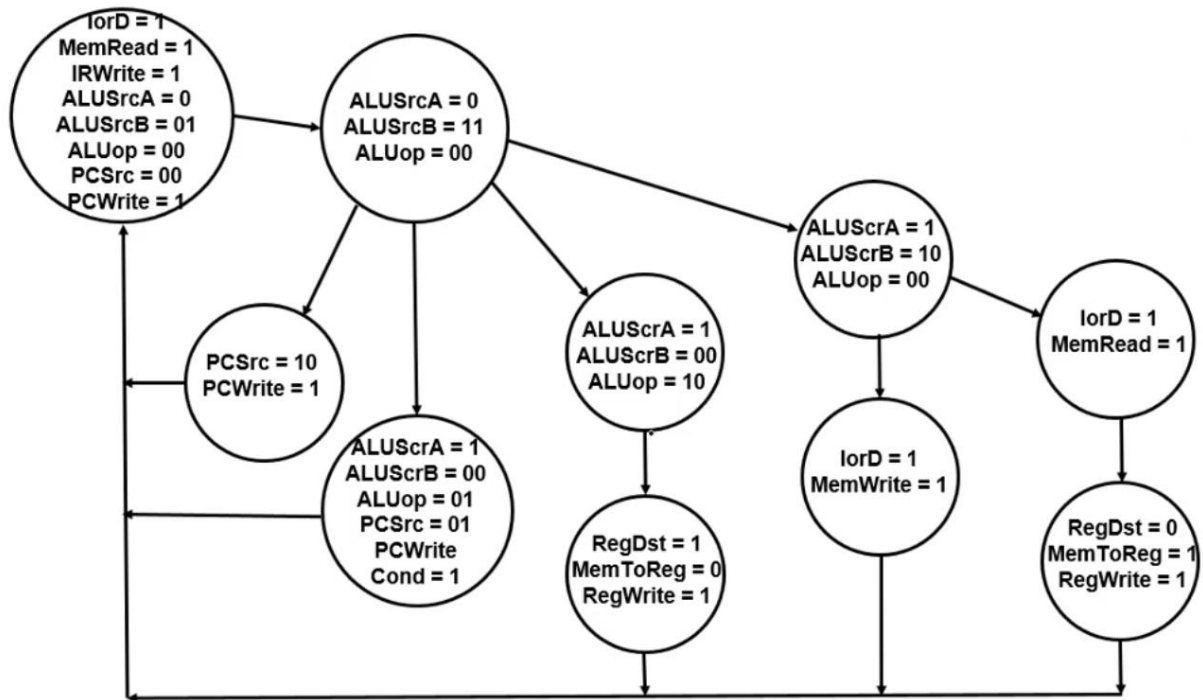 IorD = 1
MemRead = 1
IRWrite = 1
ALUSrcA = 0
ALUSrcB = 01
ALUop = 00
PCSrc = 00
PCWrite = 1
ALUSrcA = 0
ALUSrcB = 11
ALUop = 00
PCSrc = 10
PCWrite = 1
ALUScrA = 1
ALUScrB = 00
ALUop = 01
PCSrc = 01
PCWrite
Cond = 1
ALUScrA = 1
ALUScrB = 00
ALUop = 10
RegDst = 1
MemToReg = 0
RegWrite = 1
ALUScrA = 1
ALUScrB = 10
ALUop = 00
IorD = 1
MemWrite = 1
IorD = 1
MemRead = 1
RegDst = 0
MemToReg = 1
RegWrite = 1